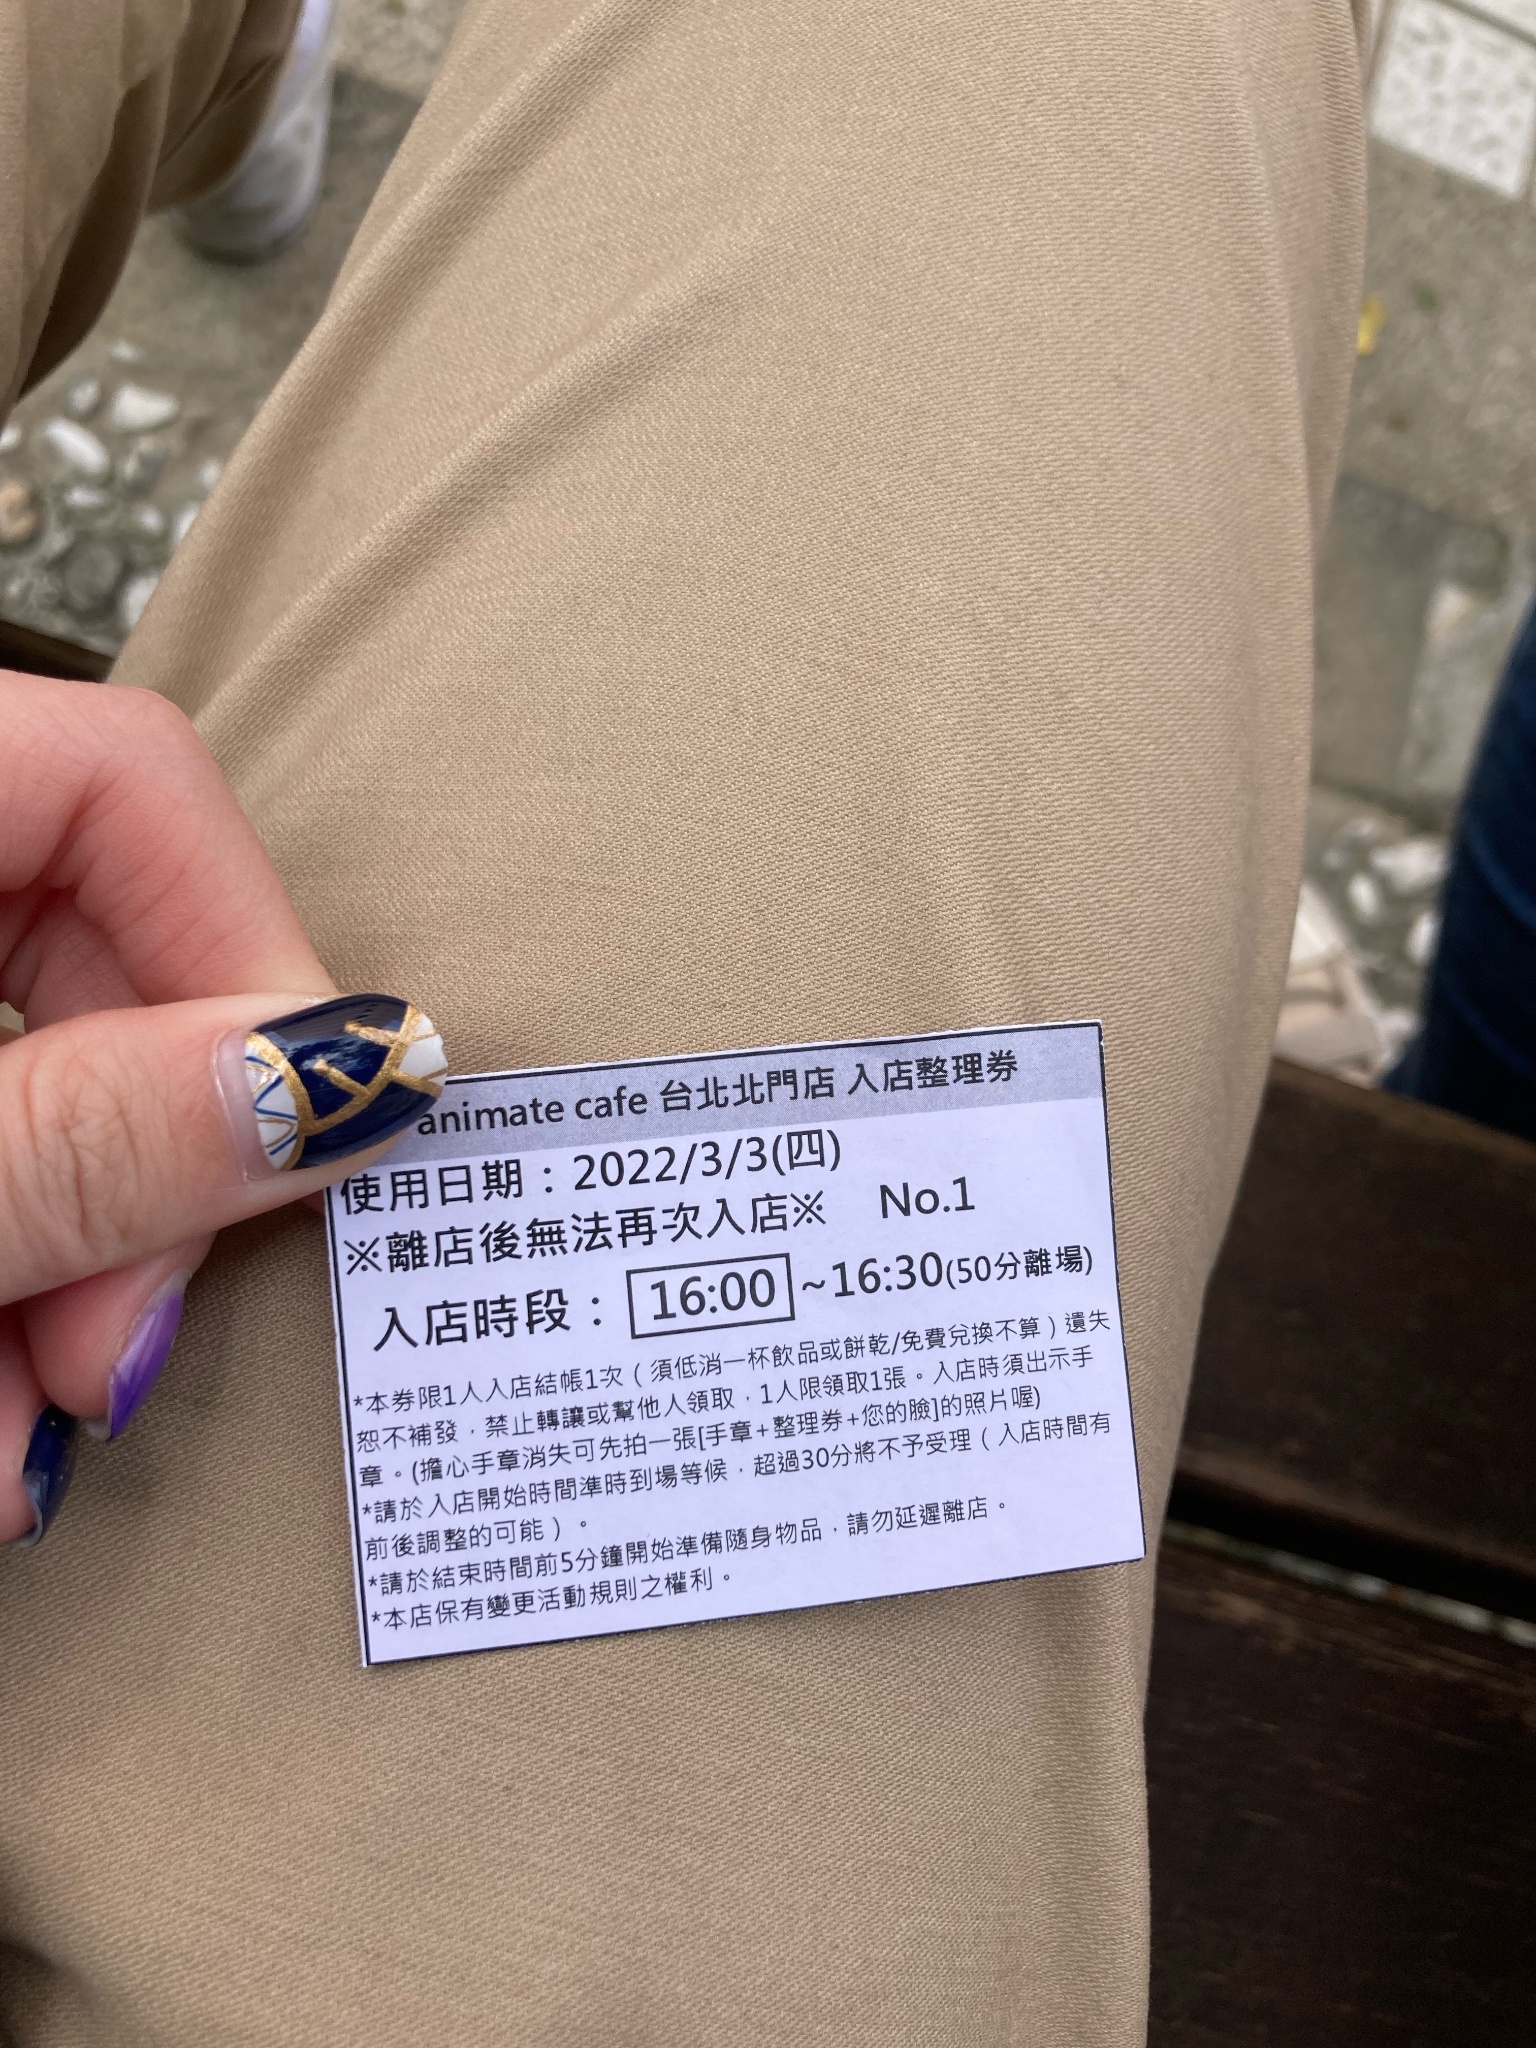 animate cafe 台北北門店 入店整理券
使用日期：2022/3/3(四)
※離店後無法再次入店※ No.1
入店時段： 16:00 ~16:30(50分離場)
*本券限1人入店結帳1次（須低消一杯飲品或餅乾/免費兌換不算）遺失
恕不補發，禁止轉讓或幫他人領取，1人限領取1張。入店時須出示手
章。(擔心手章消失可先拍一張[手章+整理券+您的臉]的照片喔)
*請於入店開始時間準時到場等候，超過30分將不予受理（入店時間有
前後調整的可能）。
*請於結束時間前5分鐘開始準備隨身物品，請勿延遲離店。
*本店保有變更活動規則之權利。